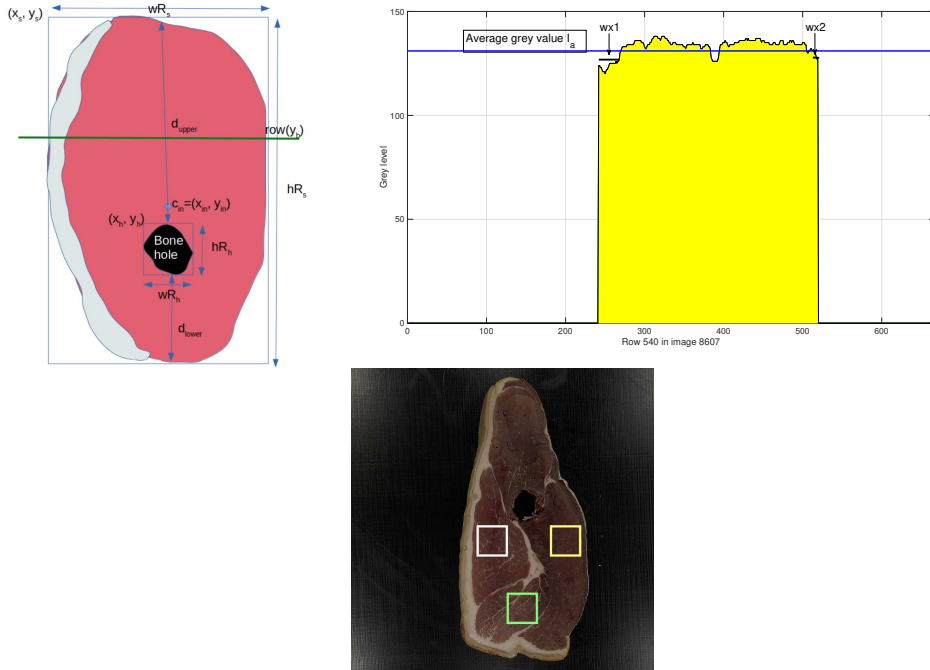 (xs, ys)
wRs
dupper
row(yh)
hRs
cin=(xin, yin)
(xh, yh)
Bone
hole
hRh
wRh
dlower
150
100
50
0
Grey level
Average grey value Ia
wx1
wx2
0
100
200
300
400
500
600
Row 540 in image 8607